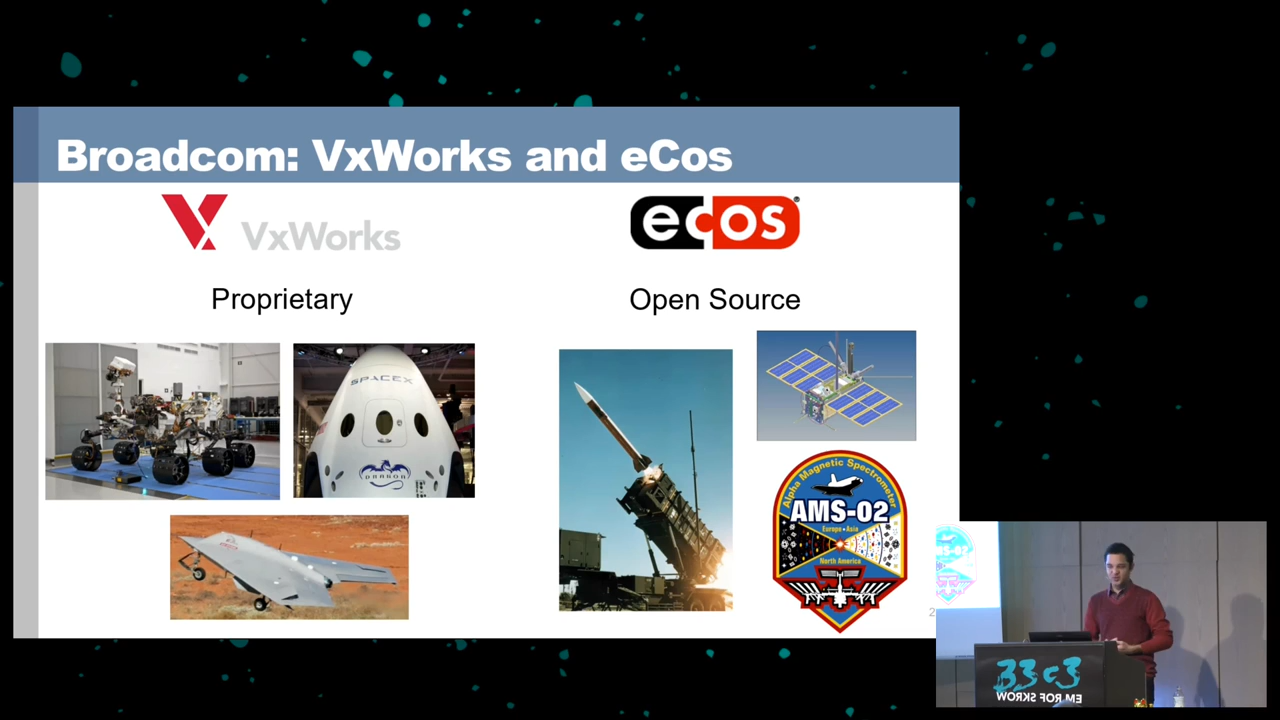 Broadcom: VxWorks and eCos
VxWorks
ecos®
Proprietary
Open Source
SPACEX
DRAGON
Alpha Magnetic Spectrometer
AMS-02
Europe • Asia
North America
2
33c3
WORKS FOR ME